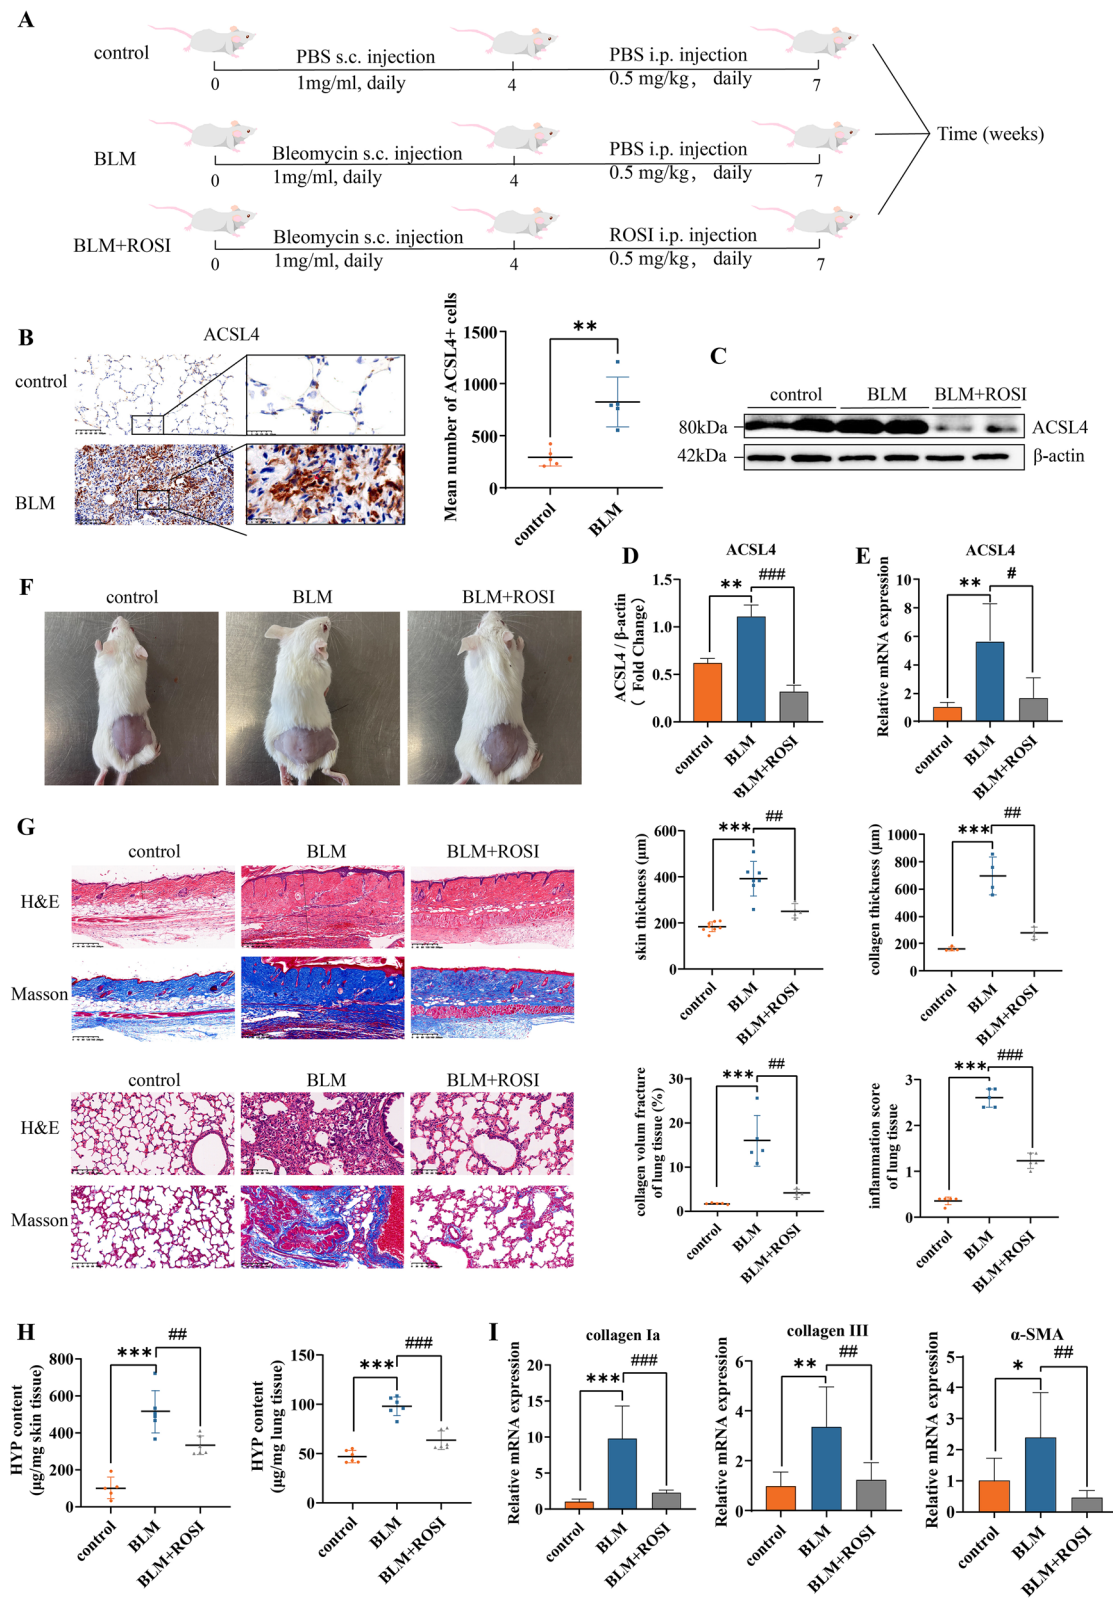 A
control
PBS s.c. injection
PBS i.p. injection
0
1mg/ml, daily
4
0.5 mg/kg, daily
7
BLM
Bleomycin s.c. injection
PBS i.p. injection
0
1mg/ml, daily
4
0.5 mg/kg, daily
7
Time (weeks)
BLM+ROSI
Bleomycin s.c. injection
ROSI i.p. injection
0
1mg/ml, daily
4
0.5 mg/kg, daily
7
B
ACSL4
control
BLM
Mean number of ACSL4+ cells
1500
1000
500
0
**
control
BLM
C
control
BLM
BLM+ROSI
80kDa
ACSL4
42kDa
β-actin
D
ACSL4
ACSL4 / β-actin
( Fold Change)
1.5
1.0
0.5
0.0
**
###
control
BLM
BLM+ROSI
E
ACSL4
Relative mRNA expression
10
8
6
4
2
0
**
#
control
BLM
BLM+ROSI
F
control
BLM
BLM+ROSI
G
control
BLM
BLM+ROSI
H&E
Masson
control
BLM
BLM+ROSI
H&E
Masson
skin thickness (μm)
600
400
200
0
***
##
control
BLM
BLM+ROSI
collagen thickness (μm)
1000
800
600
400
200
0
***
##
control
BLM
BLM+ROSI
collagen volum fracture
of lung tissue (%)
30
20
10
0
***
##
control
BLM
BLM+ROSI
inflammation score
of lung tissue
3
2
1
0
***
###
control
BLM
BLM+ROSI
H
HYP content
(μg/mg skin tissue)
800
600
400
200
0
***
##
control
BLM
BLM+ROSI
HYP content
(μg/mg lung tissue)
150
100
50
0
***
###
control
BLM
BLM+ROSI
I
collagen Ia
Relative mRNA expression
20
15
10
5
0
***
###
control
BLM
BLM+ROSI
collagen III
Relative mRNA expression
6
4
2
0
**
##
control
BLM
BLM+ROSI
α-SMA
Relative mRNA expression
5
4
3
2
1
0
*
##
control
BLM
BLM+ROSI